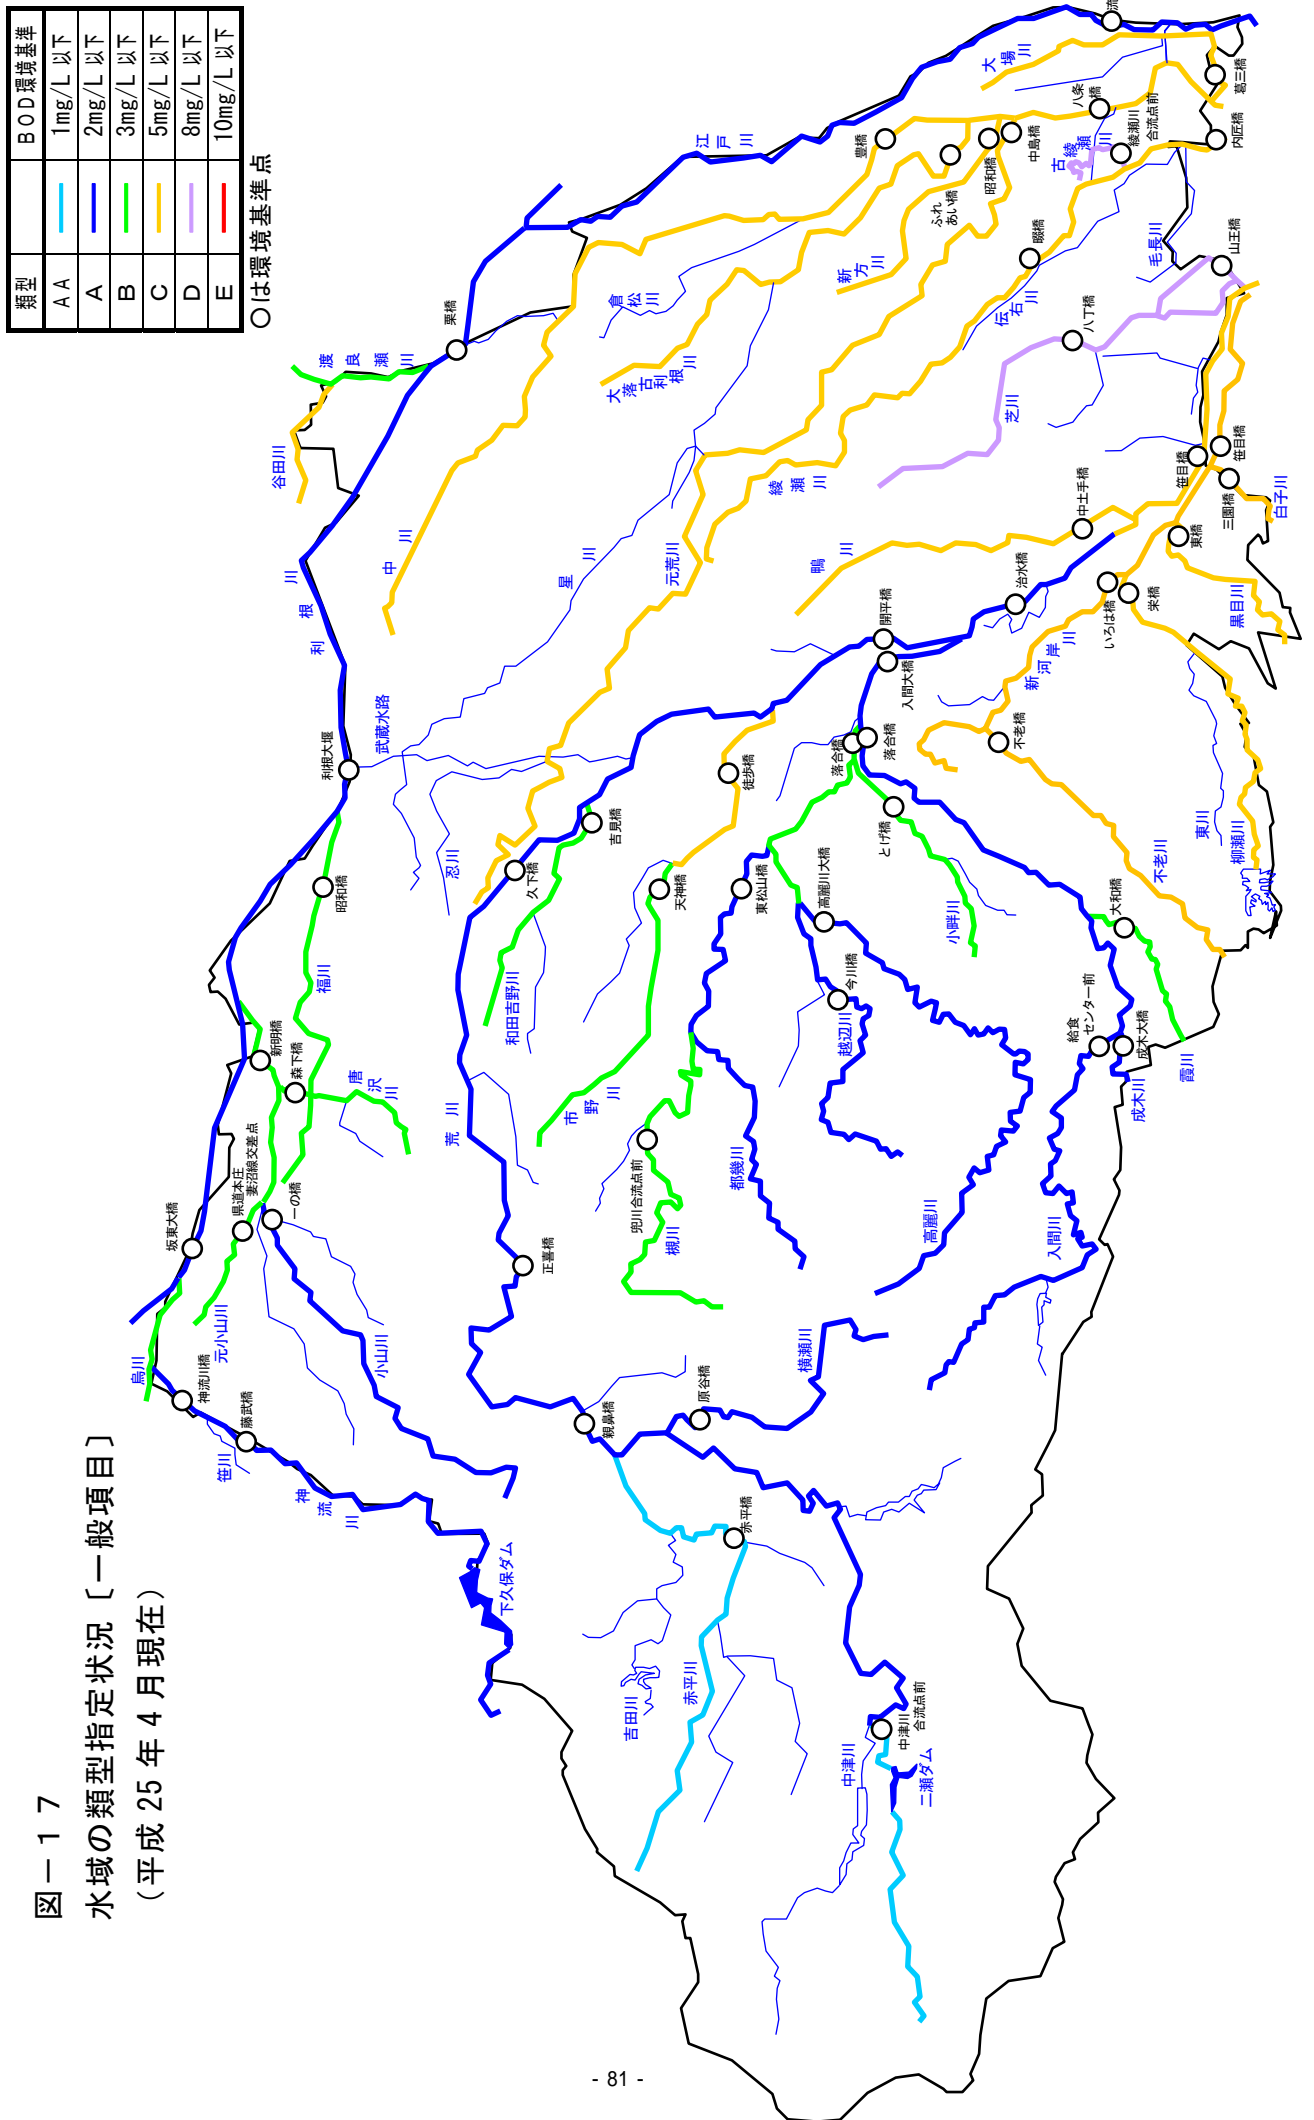 図－１７
水域の類型指定状況〔一般項目〕
（平成 25 年 4 月現在）
類型
BOD環境基準
AA
1mg/L 以下
A
2mg/L 以下
B
3mg/L 以下
C
5mg/L 以下
D
8mg/L 以下
E
10mg/L 以下
○は環境基準点
流
大場川
葛三橋
八条橋
江戸川
豊橋
中島橋
昭和橋
ふれあい橋
古綾瀬川
綾瀬川合流点前
内匠橋
畷橋
毛長川
山王橋
新方川
倉松川
伝右川
八丁橋
栗橋
渡良瀬川
大落古利根川
芝川
谷田川
綾瀬川
笹目橋
笹目橋
三園橋
白子川
中土手橋
東橋
中川
鴨川
星川
元荒川
治水橋
いろは橋
栄橋
黒目川
利根川
開平橋
入間大橋
新河岸川
武蔵水路
利根大堰
落合橋
落合橋
不老橋
徒歩橋
吉見橋
とげ橋
東川
柳瀬川
忍川
久下橋
昭和橋
天神橋
東松山橋
高麗川大橋
不老川
大和橋
小畔川
福川
和田吉野川
今川橋
越辺川
給食センター前
成木大橋
成木川
霞川
新明橋
森下橋
唐沢川
荒川
市野川
県道本庄妻沼線交差点
一の橋
兜川合流点前
槻川
都幾川
高麗川
入間川
坂東大橋
正喜橋
元小山川
小山川
烏川
神流川橋
藤武橋
笹川
神流川
横瀬川
原谷橋
親鼻橋
赤平橋
下久保ダム
吉田川
赤平川
中津川
中津川合流点前
二瀬ダム
- 81 -